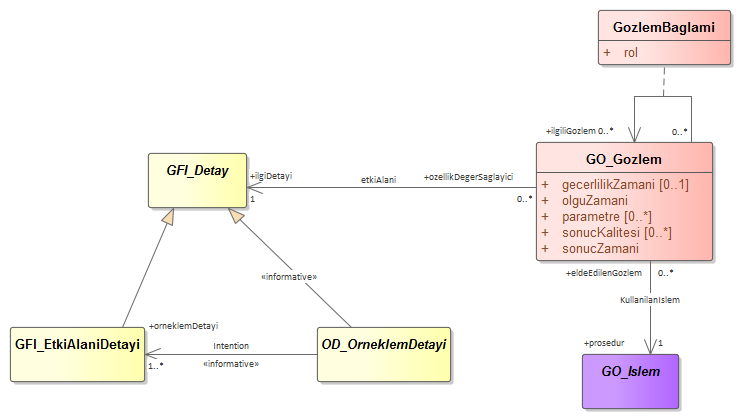 GozlemBaglami
+ rol
+ilgiliGozlem 0..*
0..*
GO_Gozlem
+ gecerlilikZamani [0..1]
+ olguZamani
+ parametre [0..*]
+ sonucKalitesi [0..*]
+ sonucZamani
GFI_Detay
+ilgiDetayi
1
etkiAlani
+ozellikDegerSaglayici
0..*
«informative»
+eldeEdilenGozlem
0..*
KullanilanIslem
+prosedur
1
GO_Islem
GFI_EtkiAlaniDetayi
+orneklemDetayi
1..*
Intention
«informative»
OD_OrneklemDetayi